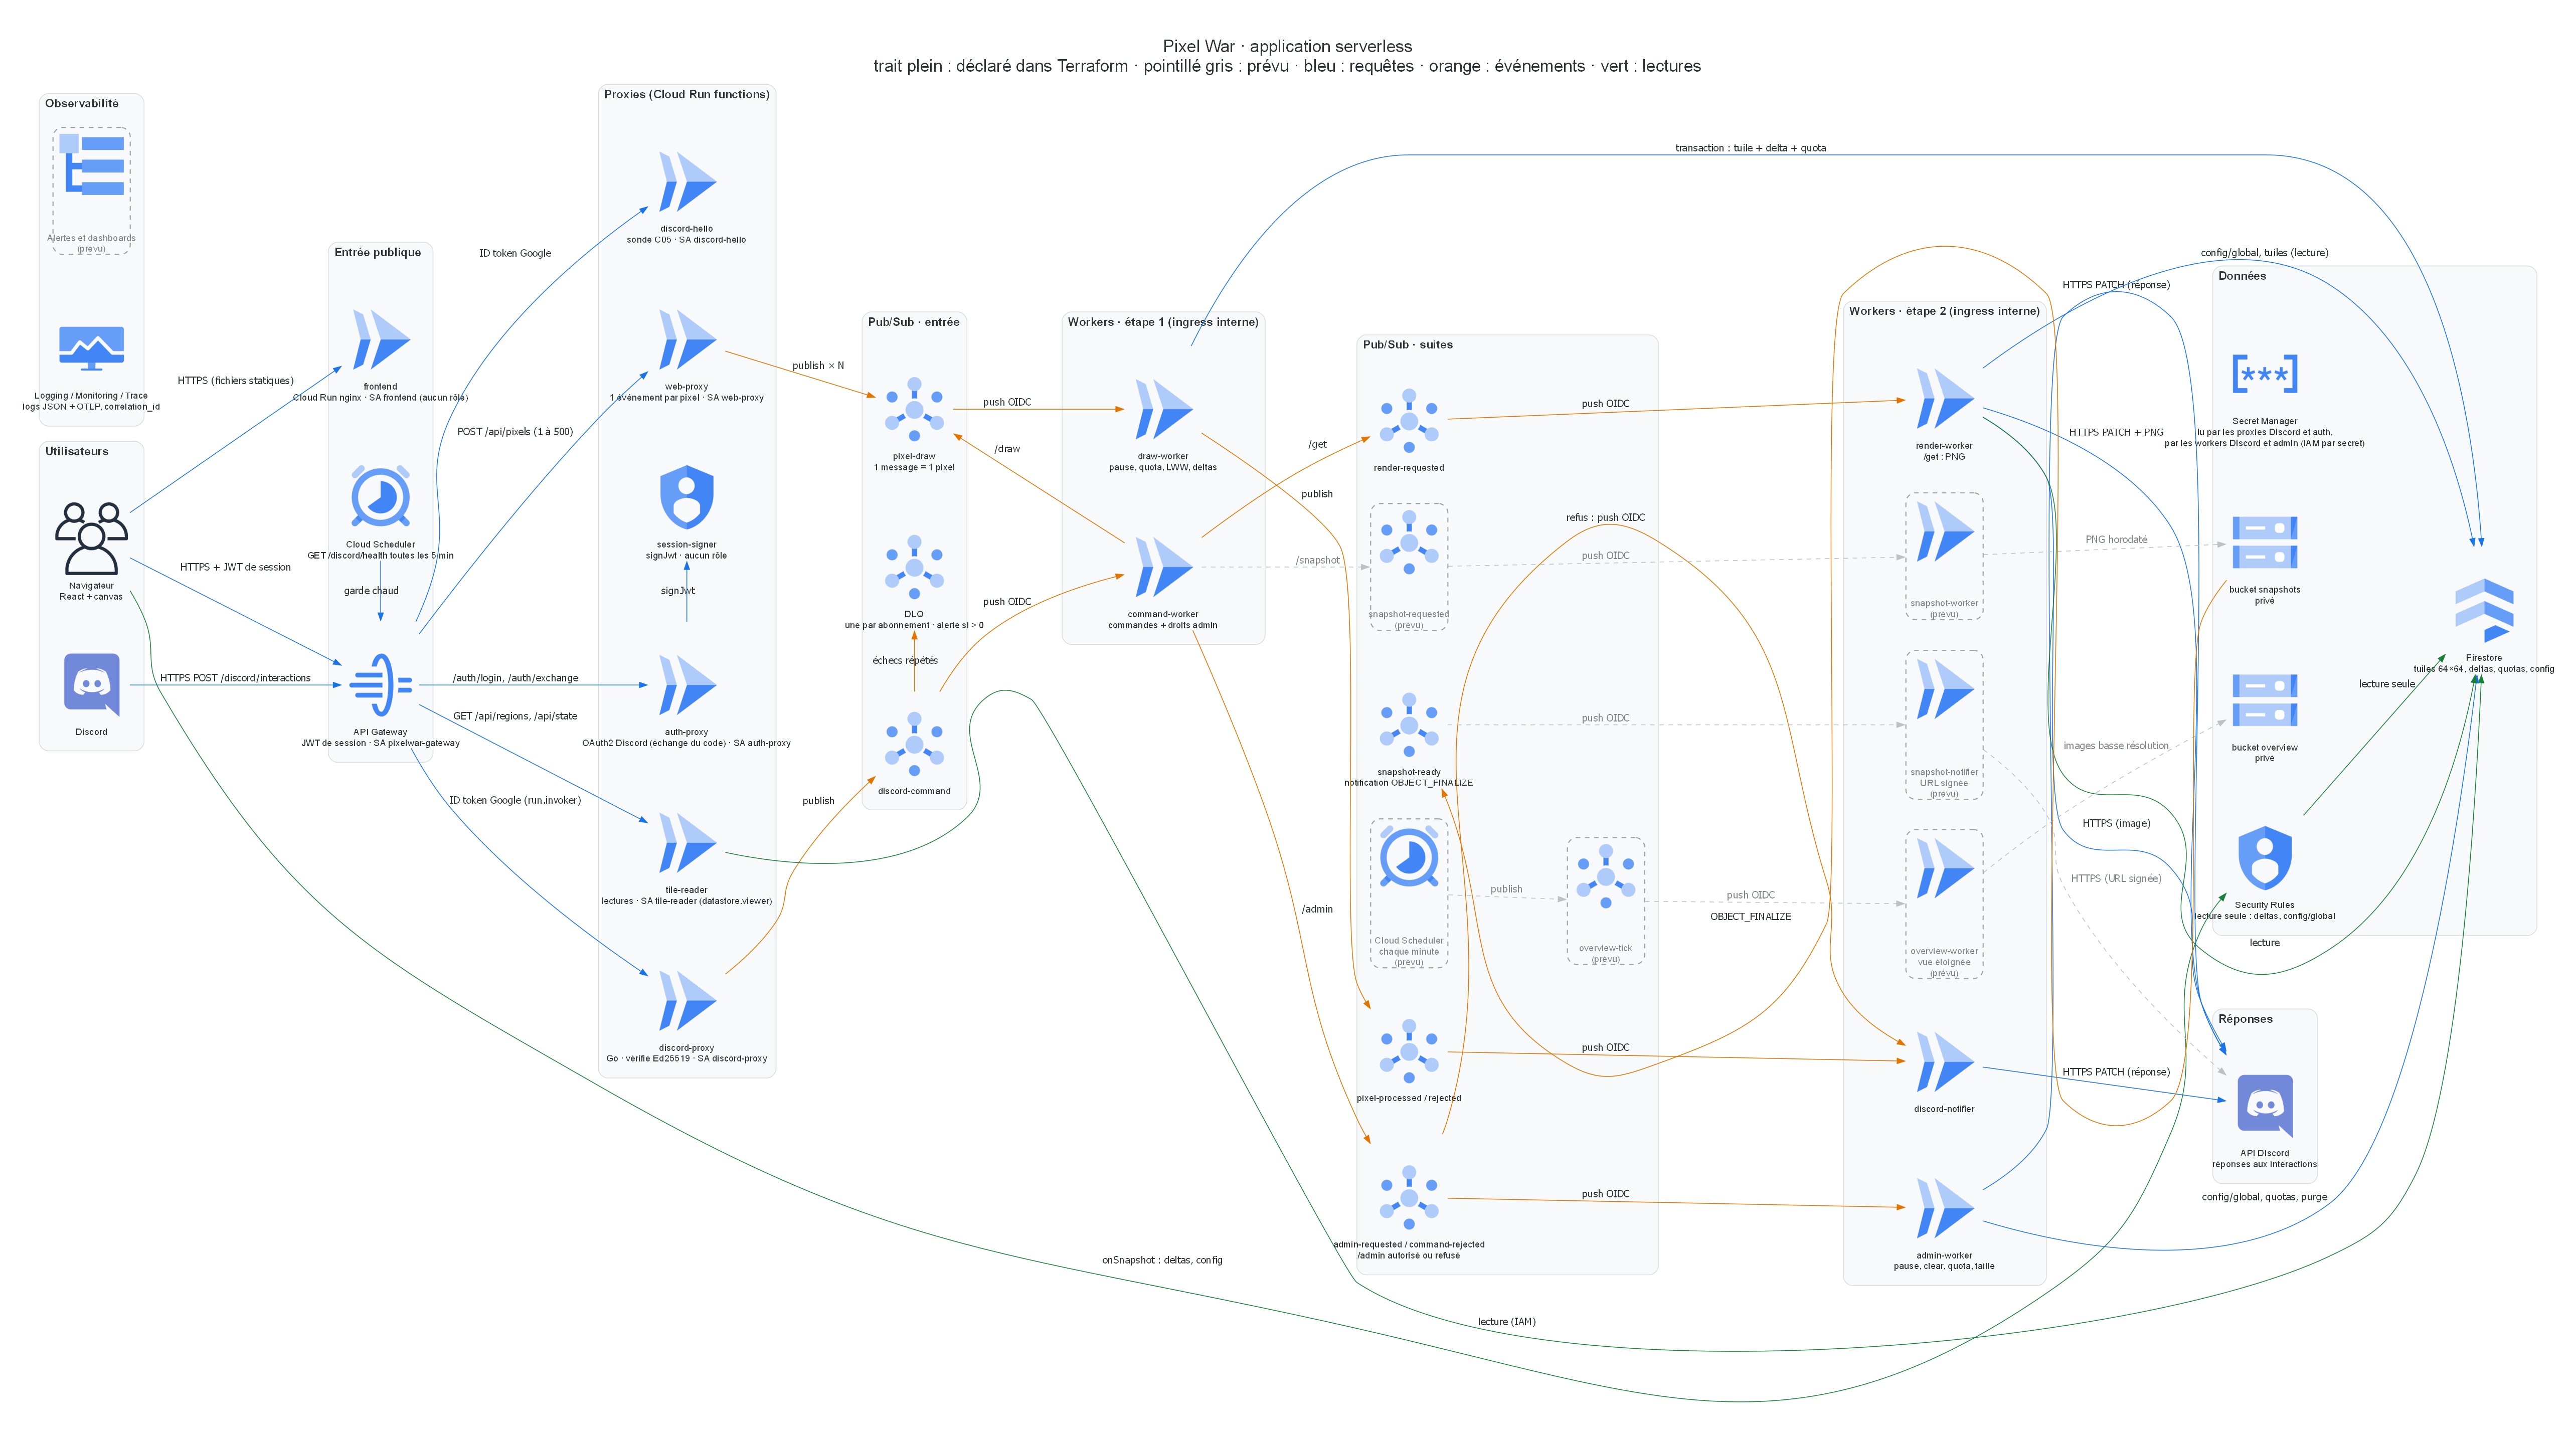 Pixel War · application serverless
trait plein : déclaré dans Terraform · pointillé gris : prévu · bleu : requêtes · orange : événements · vert : lectures
Observabilité
Alertes et dashboards
(prévu)
Logging / Monitoring / Trace
logs JSON + OTLP, correlation_id
Utilisateurs
Navigateur
React + canvas
Discord
HTTPS (fichiers statiques)
HTTPS + JWT de session
HTTPS POST /discord/interactions
Entrée publique
frontend
Cloud Run nginx · SA frontend (aucun rôle)
Cloud Scheduler
GET /discord/health toutes les 5 min
garde chaud
API Gateway
JWT de session · SA pixelwar-gateway
ID token Google
POST /api/pixels (1 à 500)
/auth/login, /auth/exchange
GET /api/regions, /api/state
ID token Google (run.invoker)
Proxies (Cloud Run functions)
discord-hello
sonde C05 · SA discord-hello
web-proxy
1 événement par pixel · SA web-proxy
session-signer
signJwt · aucun rôle
signJwt
auth-proxy
OAuth2 Discord (échange du code) · SA auth-proxy
tile-reader
lectures · SA tile-reader (datastore.viewer)
discord-proxy
Go · vérifie Ed25519 · SA discord-proxy
publish × N
publish
Pub/Sub · entrée
pixel-draw
1 message = 1 pixel
DLQ
une par abonnement · alerte si > 0
échecs répétés
discord-command
push OIDC
/draw
push OIDC
Workers · étape 1 (ingress interne)
draw-worker
pause, quota, LWW, deltas
command-worker
commandes + droits admin
transaction : tuile + delta + quota
/get
publish
/snapshot
/admin
Pub/Sub · suites
render-requested
snapshot-requested
(prévu)
snapshot-ready
notification OBJECT_FINALIZE
Cloud Scheduler
chaque minute
(prévu)
publish
overview-tick
(prévu)
pixel-processed / rejected
admin-requested / command-rejected
/admin autorisé ou refusé
push OIDC
refus : push OIDC
push OIDC
push OIDC
push OIDC
OBJECT_FINALIZE
push OIDC
push OIDC
Workers · étape 2 (ingress interne)
render-worker
/get : PNG
snapshot-worker
(prévu)
snapshot-notifier
URL signée
(prévu)
overview-worker
vue éloignée
(prévu)
discord-notifier
admin-worker
pause, clear, quota, taille
config/global, tuiles (lecture)
HTTPS PATCH (réponse)
HTTPS PATCH + PNG
PNG horodaté
images basse résolution
HTTPS (image)
HTTPS (URL signée)
HTTPS PATCH (réponse)
config/global, quotas, purge
Données
Secret Manager
lu par les proxies Discord et auth,
par les workers Discord et admin (IAM par secret)
bucket snapshots
privé
bucket overview
privé
Firestore
tuiles 64×64, deltas, quotas, config
lecture seule
Security Rules
lecture seule : deltas, config/global
lecture
Réponses
API Discord
réponses aux interactions
onSnapshot : deltas, config
lecture (IAM)